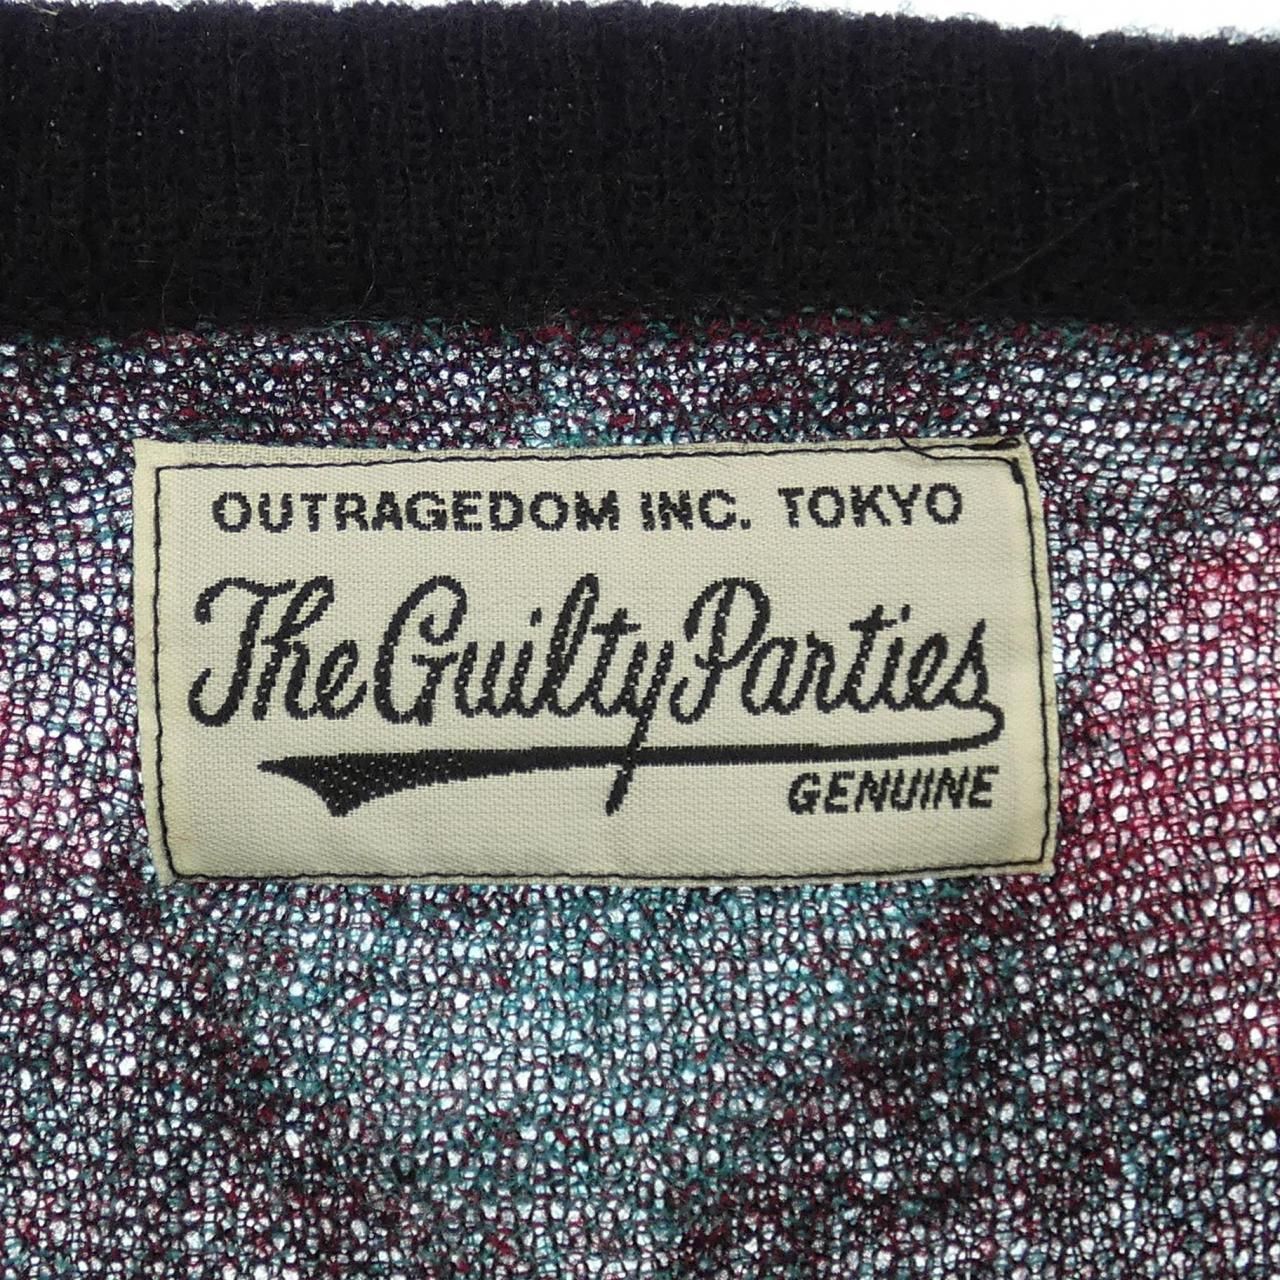 OUTRAGEDOM INC. TOKYO
The Guilty Parties
GENUINE